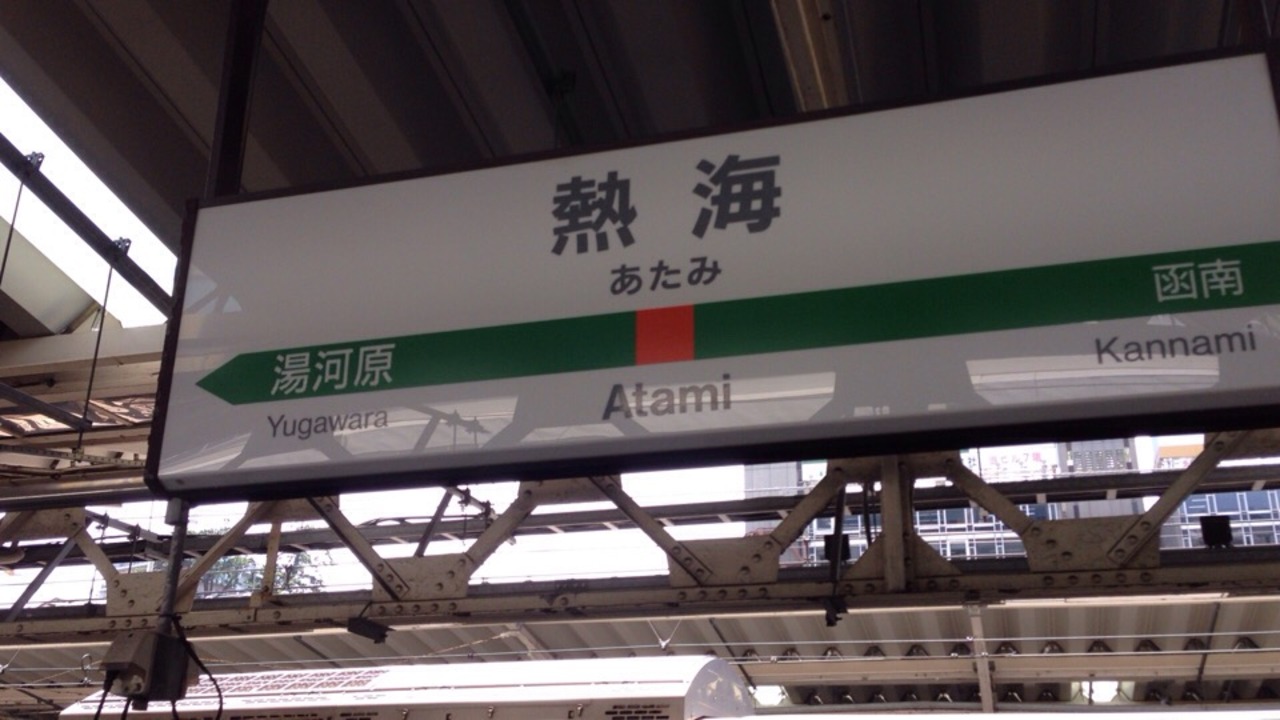 熱海
あたみ
湯河原
函南
Yugawara
Atami
Kannami